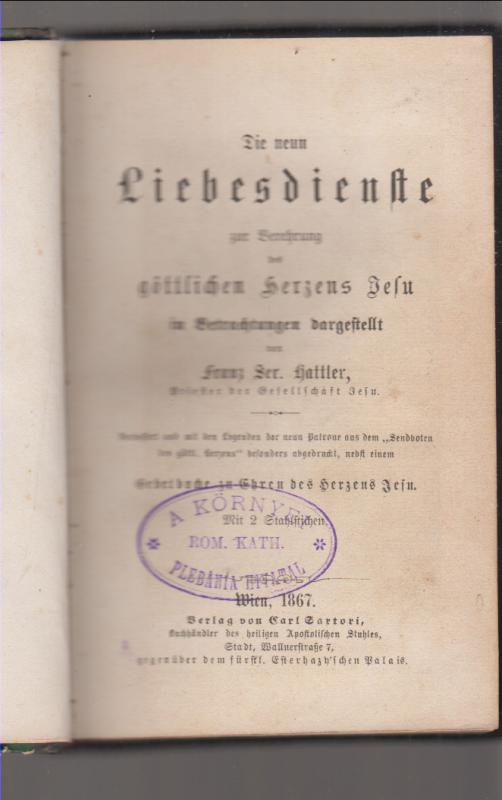 Die neun
Liebesdienste
zur Verehrung
des
göttlichen Herzens Jesu
in Betrachtungen dargestellt
von
Franz Ser. Hattler,
Priester der Gesellschaft Jesu.
Vermehrt und mit den Legenden der neun Patrone aus dem „Sendboten
des göttl. Herzens" besonders abgedruckt, nebst einem
Gebetbuche zu Ehren des Herzens Jesu.
Mit 2 Stahlstichen.
A KÖRNYEI
ROM. KATH.
PLEBÁNIA HIVATAL
Wien, 1867.
Verlag von Carl Sartori,
Buchhändler des heiligen Apostolischen Stuhles,
Stadt, Wallnerstraße 7,
gegenüber dem fürstl. Esterhazy'schen Palais.